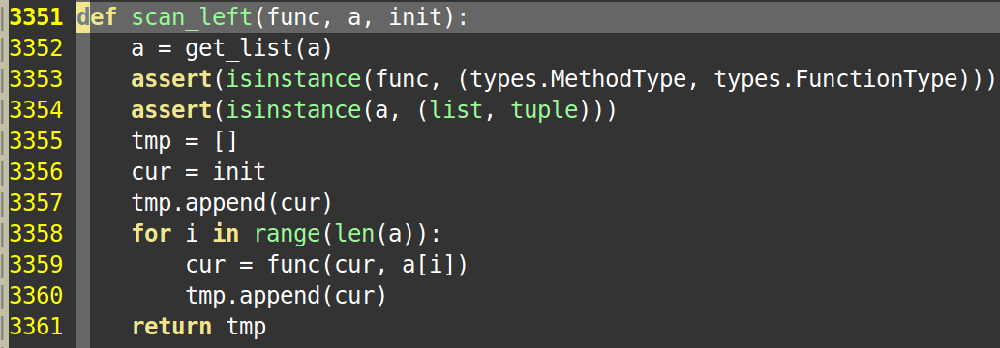 3351 def scan_left(func, a, init):
3352     a = get_list(a)
3353     assert(isinstance(func, (types.MethodType, types.FunctionType)))
3354     assert(isinstance(a, (list, tuple)))
3355     tmp = []
3356     cur = init
3357     tmp.append(cur)
3358     for i in range(len(a)):
3359         cur = func(cur, a[i])
3360         tmp.append(cur)
3361     return tmp